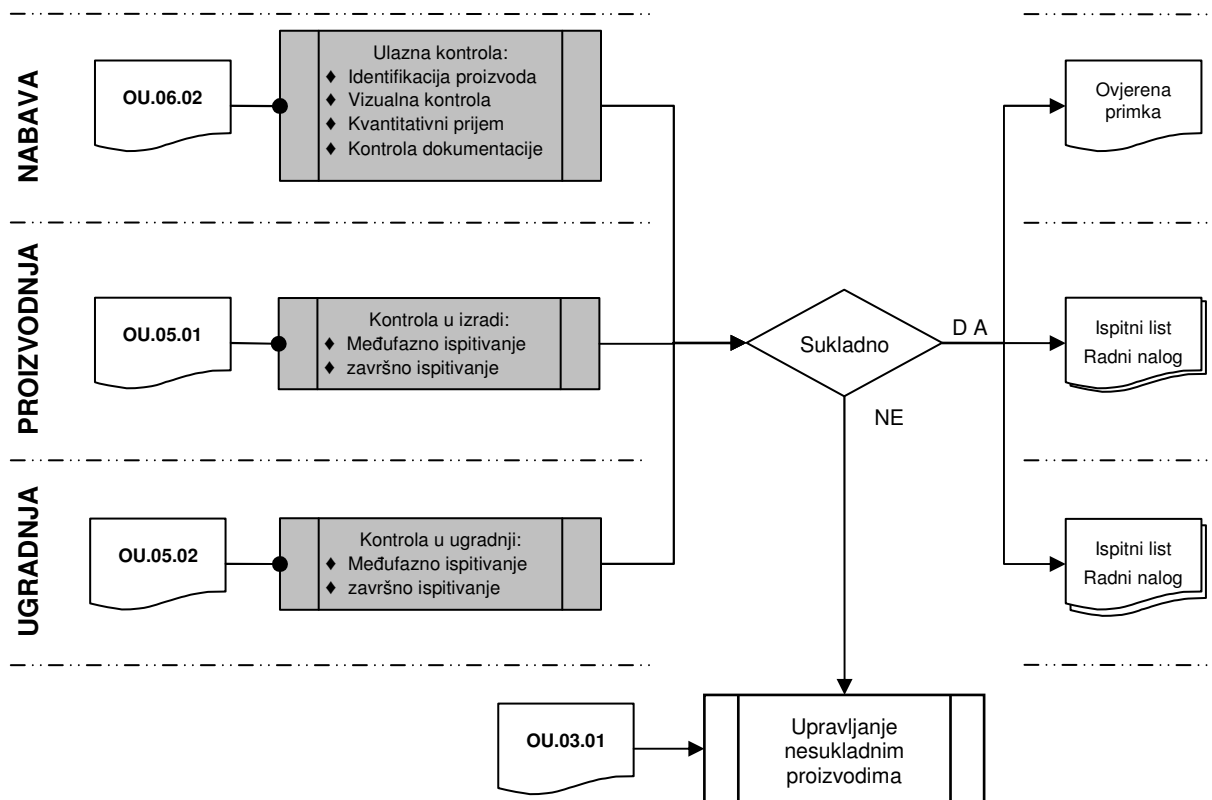 NABAVA
OU.06.02
Ulazna kontrola:
♦ Identifikacija proizvoda
♦ Vizualna kontrola
♦ Kvantitativni prijem
♦ Kontrola dokumentacije
Ovjerena
primka
PROIZVODNJA
OU.05.01
Kontrola u izradi:
♦ Međufazno ispitivanje
♦ završno ispitivanje
Sukladno
D A
NE
Ispitni list
Radni nalog
UGRADNJA
OU.05.02
Kontrola u ugradnji:
♦ Međufazno ispitivanje
♦ završno ispitivanje
Ispitni list
Radni nalog
OU.03.01
Upravljanje
nesukladnim
proizvodima